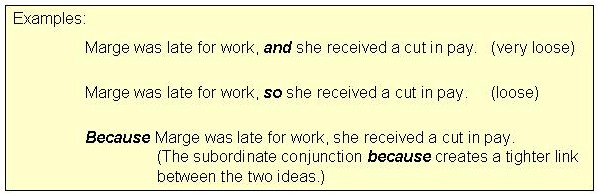 Examples:
Marge was late for work, and she received a cut in pay. (very loose)
Marge was late for work, so she received a cut in pay. (loose)
Because Marge was late for work, she received a cut in pay.
(The subordinate conjunction because creates a tighter link
between the two ideas.)